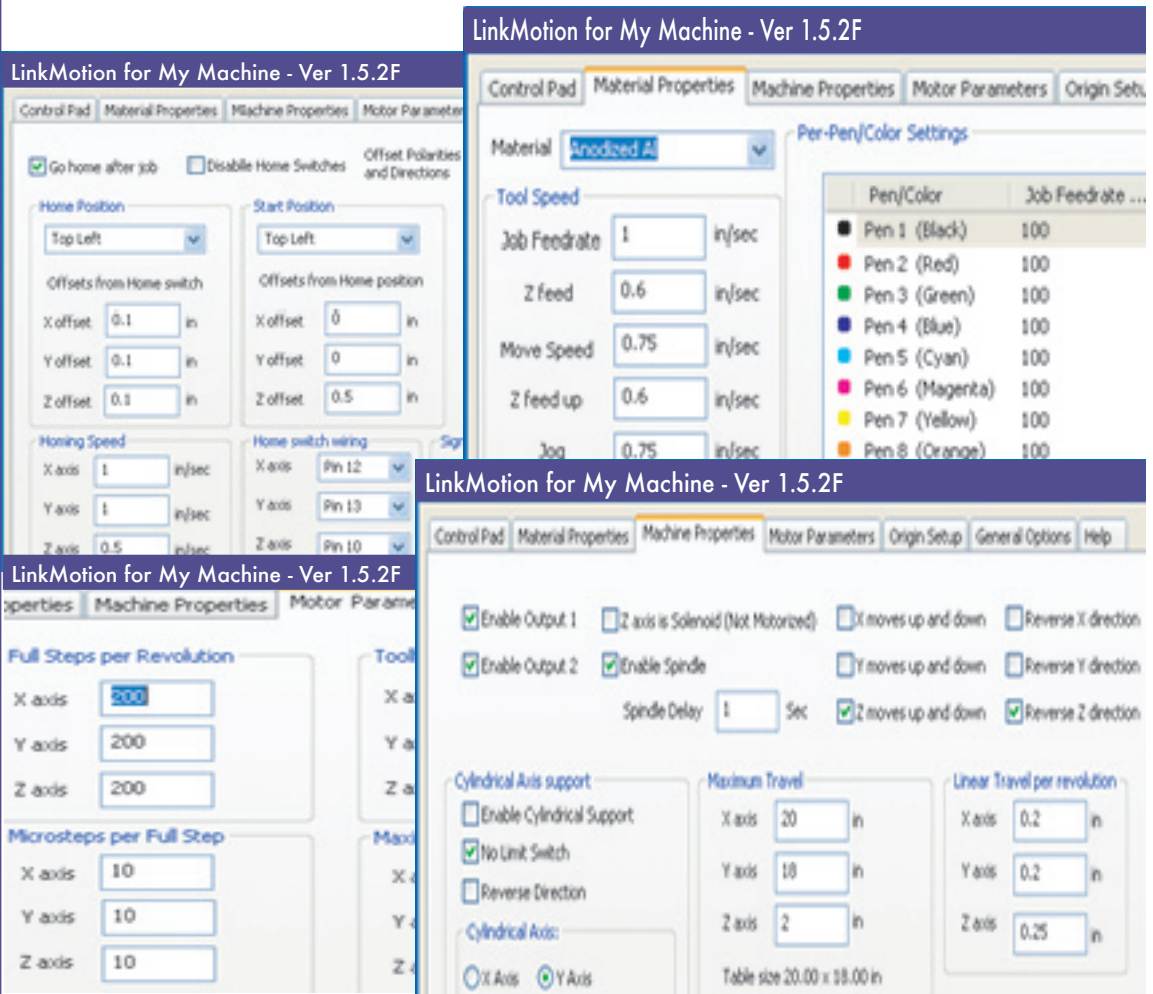 LinkMotion for My Machine - Ver 1.5.2F
Control Pad Material Properties Machine Properties Motor Parameters Origin Setu
Material Anodized Al
Per-Pen/Color Settings
Tool Speed
Job Feedrate 1 in/sec
Z feed 0.6 in/sec
Move Speed 0.75 in/sec
Z feed up 0.6 in/sec
Jog 0.75 in/sec
Pen/Color Job Feedrate ...
Pen 1 (Black) 100
Pen 2 (Red) 100
Pen 3 (Green) 100
Pen 4 (Blue) 100
Pen 5 (Cyan) 100
Pen 6 (Magenta) 100
Pen 7 (Yellow) 100
Pen 8 (Orange) 100
LinkMotion for My Machine - Ver 1.5.2F
Control Pad Material Properties Machine Properties Motor Parameter
Go home after job Disable Home Switches Offset Polarities
and Directions
Home Position Start Position
Top Left Top Left
Offsets from Home switch Offsets from Home position
X offset 0.1 in X offset 0 in
Y offset 0.1 in Y offset 0 in
Z offset 0.1 in Z offset 0.5 in
Homing Speed Home switch wiring Sigr
X axis 1 in/sec X axis Pin 12
Y axis 1 in/sec Y axis Pin 13
Z axis 0.5 in/sec Z axis Pin 10
LinkMotion for My Machine - Ver 1.5.2F
operties Machine Properties Motor Parame
Full Steps per Revolution Tooll
X axis 200 X a
Y axis 200 Y a
Z axis 200 Z a
Microsteps per Full Step Maxi
X axis 10 X a
Y axis 10 Y a
Z axis 10 Z a
LinkMotion for My Machine - Ver 1.5.2F
Control Pad Material Properties Machine Properties Motor Parameters Origin Setup General Options Help
Enable Output 1 Z axis is Solenoid (Not Motorized) X moves up and down Reverse X direction
Enable Output 2 Enable Spindle Y moves up and down Reverse Y direction
Spindle Delay 1 Sec Z moves up and down Reverse Z direction
Cylindrical Axis support Maximum Travel Linear Travel per revolution
Enable Cylindrical Support X axis 20 in X axis 0.2 in
No Limit Switch
Y axis 18 in Y axis 0.2 in
Reverse Direction
Z axis 2 in Z axis 0.25 in
Cylindrical Axis:
X Axis Y Axis Table size 20.00 x 18.00 in